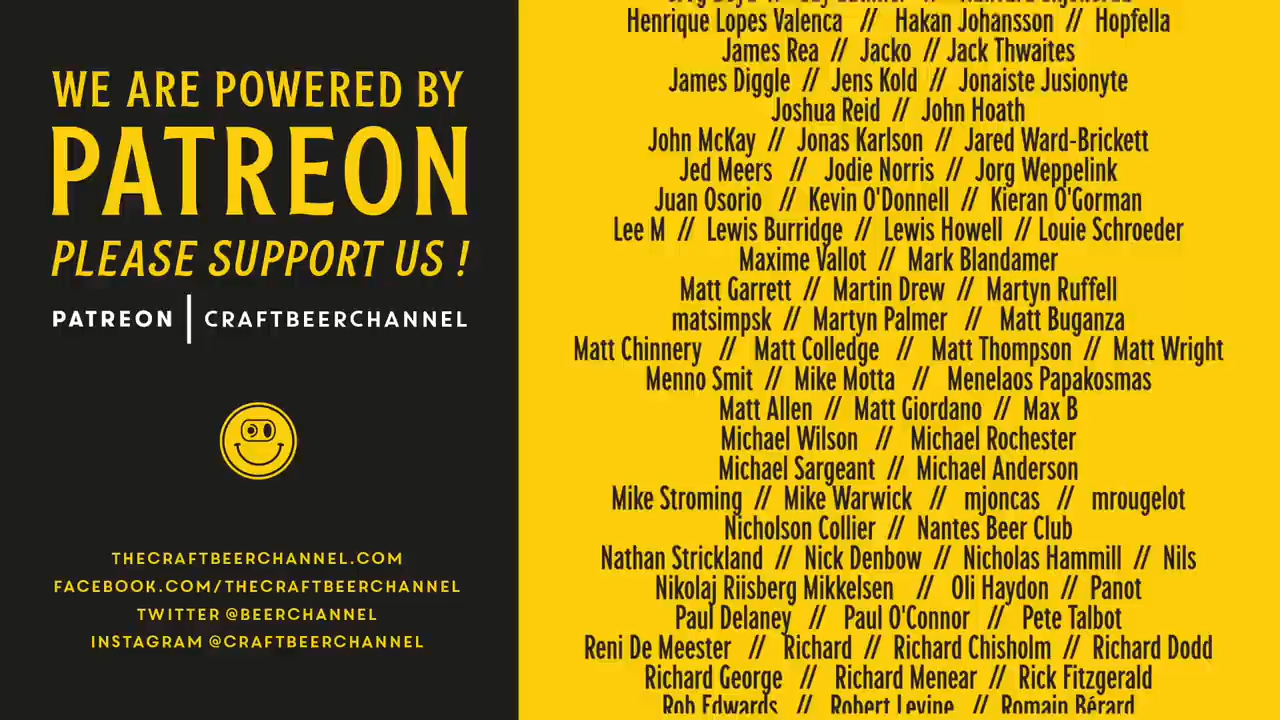 WE ARE POWERED BY
PATREON
PLEASE SUPPORT US !
PATREON | CRAFTBEERCHANNEL
THECRAFTBEERCHANNEL.COM
FACEBOOK.COM/THECRAFTBEERCHANNEL
TWITTER @BEERCHANNEL
INSTAGRAM @CRAFTBEERCHANNEL
Henrique Lopes Valenca // Hakan Johansson // Hopfella
James Rea // Jacko // Jack Thwaites
James Diggle // Jens Kold // Jonaiste Jusionyte
Joshua Reid // John Hoath
John McKay // Jonas Karlson // Jared Ward-Brickett
Jed Meers // Jodie Norris // Jorg Weppelink
Juan Osorio // Kevin O'Donnell // Kieran O'Gorman
Lee M // Lewis Burridge // Lewis Howell // Louie Schroeder
Maxime Vallot // Mark Blandamer
Matt Garrett // Martin Drew // Martyn Ruffell
matsimpsk // Martyn Palmer // Matt Buganza
Matt Chinnery // Matt Colledge // Matt Thompson // Matt Wright
Menno Smit // Mike Motta // Menelaos Papakosmas
Matt Allen // Matt Giordano // Max B
Michael Wilson // Michael Rochester
Michael Sargeant // Michael Anderson
Mike Stroming // Mike Warwick // mjoncas // mrougelot
Nicholson Collier // Nantes Beer Club
Nathan Strickland // Nick Denbow // Nicholas Hammill // Nils
Nikolaj Riisberg Mikkelsen // Oli Haydon // Panot
Paul Delaney // Paul O'Connor // Pete Talbot
Reni De Meester // Richard // Richard Chisholm // Richard Dodd
Richard George // Richard Menear // Rick Fitzgerald
Rob Edwards // Robert Levine // Romain Bérard